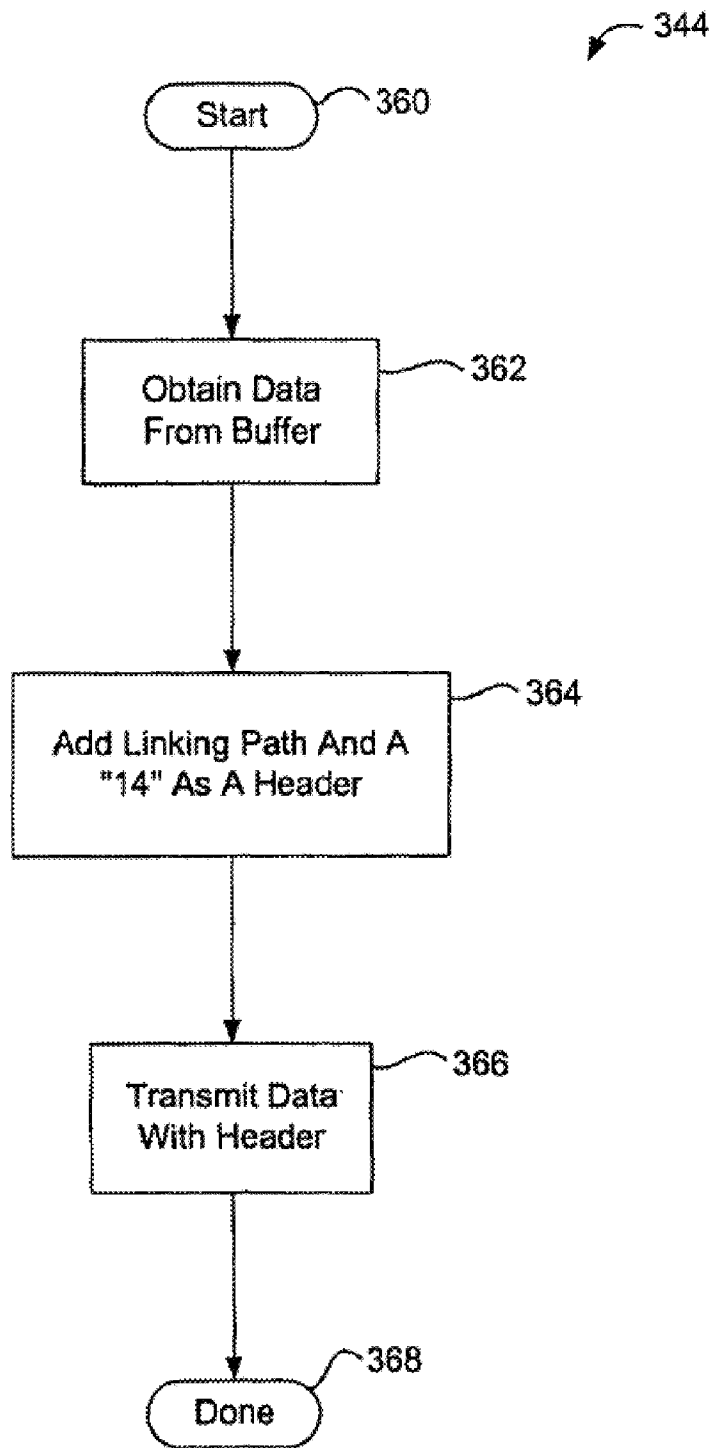 344
Start
360
Obtain Data
From Buffer
362
Add Linking Path And A
"14" As A Header
364
Transmit Data
With Header
366
Done
368